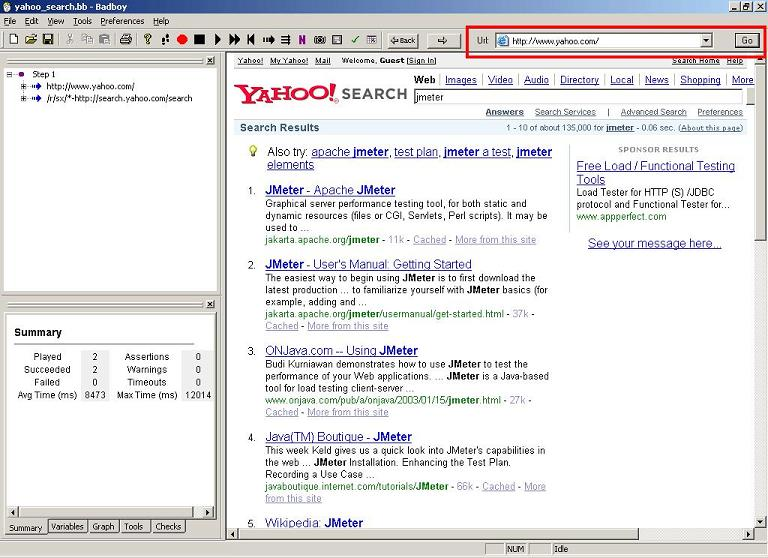 yahoo_search.bb - Badboy
File Edit View Tools Preferences Help
Back
Url: http://www.yahoo.com/ Go
Step 1
http://www.yahoo.com/
/r/sx/*-http://search.yahoo.com/search
Yahoo! My Yahoo! Mail Welcome, Guest [Sign In] Search Home Help
Web Images Video Audio Directory Local News Shopping More
YAHOO! SEARCH
jmeter
Answers Search Services | Advanced Search Preferences
Search Results 1 - 10 of about 135,000 for jmeter - 0.06 sec. (About this page)
Also try: apache jmeter, test plan, jmeter a test, jmeter
elements
1. JMeter - Apache JMeter
Graphical server performance testing tool, for both static and
dynamic resources (files or CGI, Servlets, Perl scripts). It may be
used to ...
jakarta.apache.org/jmeter - 11k - Cached - More from this site
2. JMeter - User's Manual: Getting Started
The easiest way to begin using JMeter is to first download the
latest production ... to familiarize yourself with JMeter basics (for
example, adding and ...
jakarta.apache.org/jmeter/usermanual/get-started.html - 37k -
Cached - More from this site
3. ONJava.com -- Using JMeter
Budi Kurniawan demonstrates how to use JMeter to test the
performance of your Web applications. ... JMeter is a Java-based
tool for load testing client-server ...
www.onjava.com/pub/a/onjava/2003/01/15/jmeter.html - 27k -
Cached - More from this site
4. Java(TM) Boutique - JMeter
This week Keld gives us a quick look into JMeter's capabilities in
the web ... JMeter Installation. Enhancing the Test Plan.
Recording a Use Case ...
javaboutique.internet.com/tutorials/JMeter - 66k - Cached - More
from this site
5. Wikipedia: JMeter
SPONSOR RESULTS
Free Load / Functional Testing
Tools
Load Tester for HTTP (S) /JDBC
protocol and Functional Tester for...
www.appperfect.com
See your message here...
Summary
Played 2 Assertions 0
Succeeded 2 Warnings 0
Failed 0 Timeouts 0
Avg Time (ms) 8473 Max Time (ms) 12014
Summary Variables Graph Tools Checks
NUM Idle